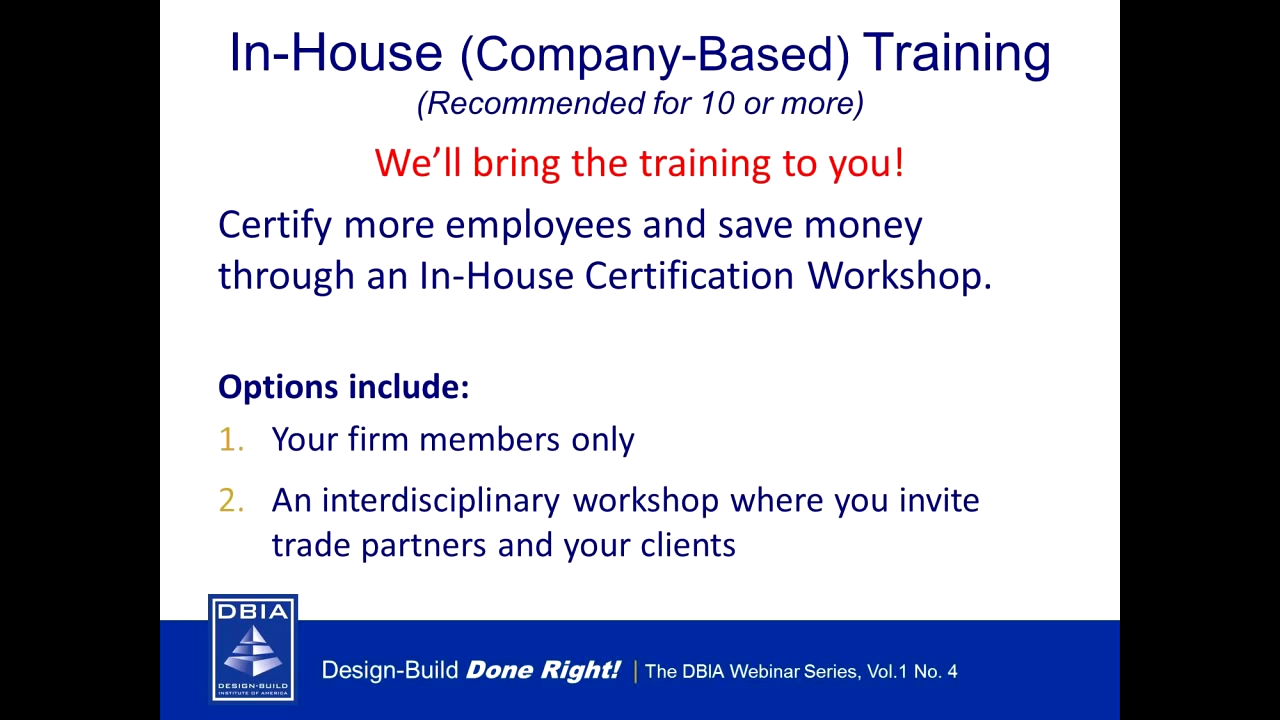 In-House (Company-Based) Training
(Recommended for 10 or more)
We’ll bring the training to you!
Certify more employees and save money
through an In-House Certification Workshop.
Options include:
1. Your firm members only
2. An interdisciplinary workshop where you invite
trade partners and your clients
DBIA
DESIGN-BUILD
INSTITUTE OF AMERICA
Design-Build Done Right! | The DBIA Webinar Series, Vol.1 No. 4